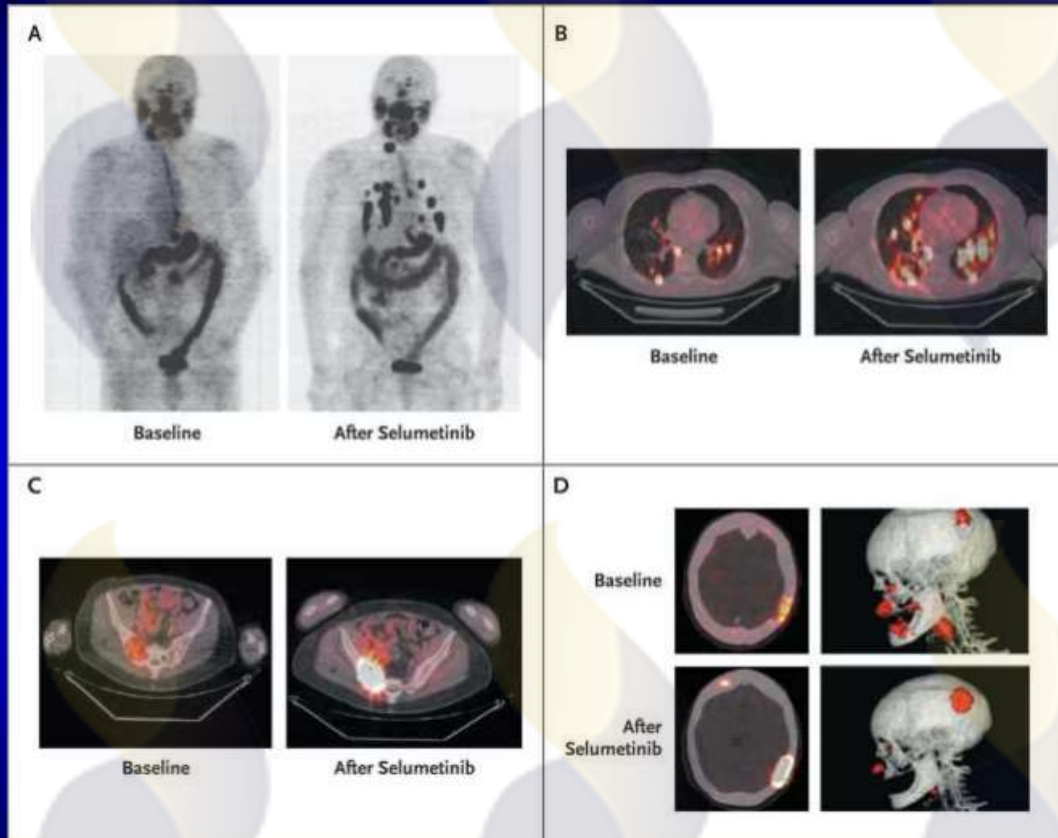 A
B
Baseline
After Selumetinib
Baseline
After Selumetinib
C
D
Baseline
After
Selumetinib
Baseline
After Selumetinib